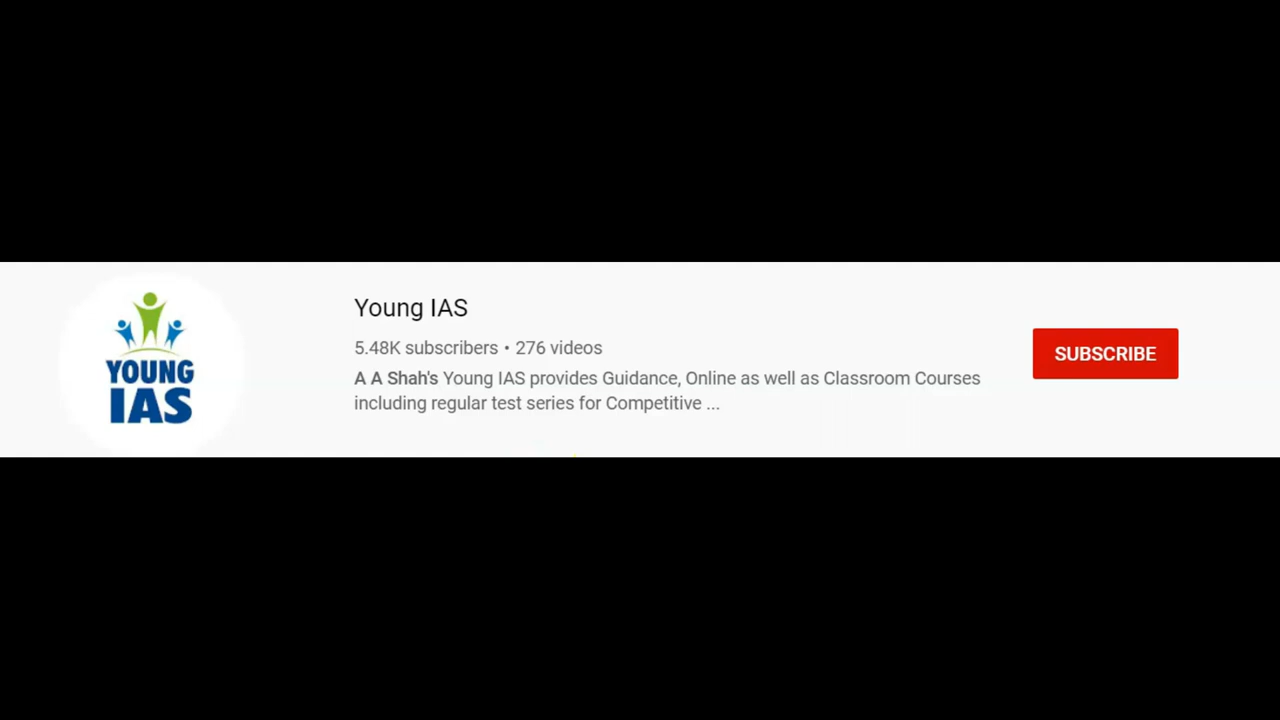 YOUNG
IAS
Young IAS
5.48K subscribers • 276 videos
A A Shah's Young IAS provides Guidance, Online as well as Classroom Courses
including regular test series for Competitive ...
SUBSCRIBE